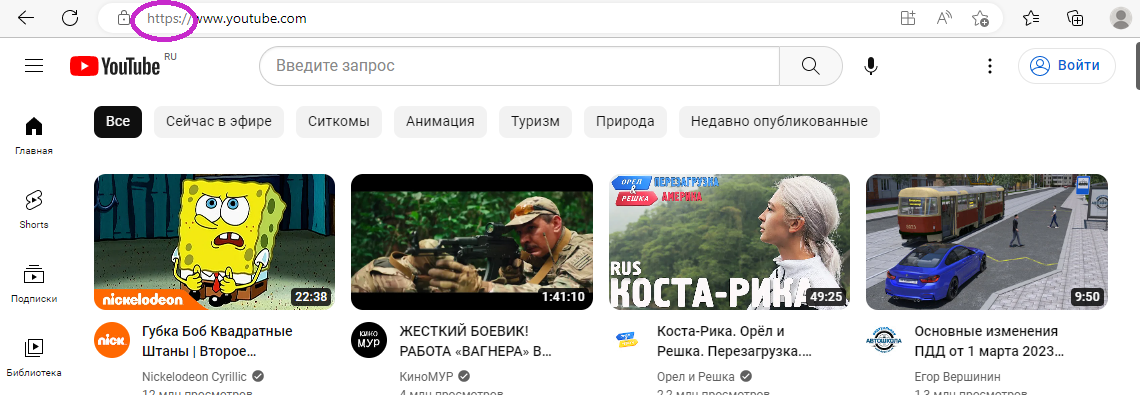 https://www.youtube.com
YouTube RU
Введите запрос
Войти
Все
Сейчас в эфире
Ситкомы
Анимация
Туризм
Природа
Недавно опубликованные
Главная
Shorts
Подписки
Библиотека
nickelodeon
22:38
1:41:10
ОРЕЛ & РЕШКА
ПЕРЕЗАГРУЗКА
АМЕРИКА
RUS
КОСТА-РИКА
49:25
9:50
nick
Губка Боб Квадратные
Штаны | Второе...
Nickelodeon Cyrillic
12 млн просмотров
КИНО
МУР
ЖЕСТКИЙ БОЕВИК!
РАБОТА «ВАГНЕРА» В...
КиноМУР
4 млн просмотров
Коста-Рика. Орёл и
Решка. Перезагрузка....
Орел и Решка
2,2 млн просмотров
АВТОШКОЛА
Основные изменения
ПДД от 1 марта 2023...
Егор Вершинин
1,3 млн просмотров